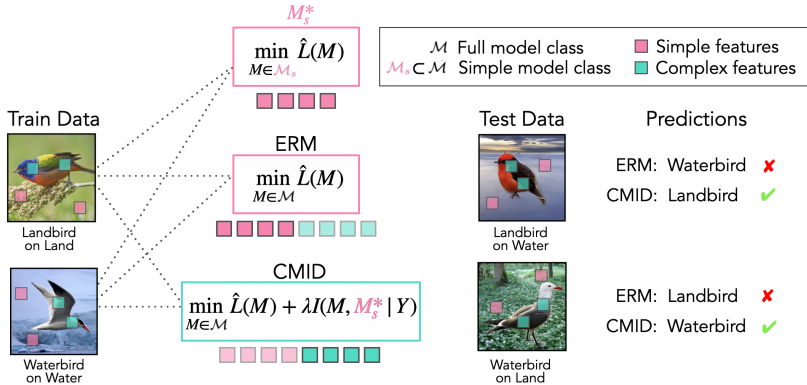 M*ₛ
min L̂(M)
M∈ℳₛ
ℳ Full model class
Simple features
ℳₛ⊂ℳ Simple model class
Complex features
Train Data
Test Data
Predictions
ERM
min L̂(M)
M∈ℳ
ERM: Waterbird ✘
CMID: Landbird ✔
Landbird
on Land
Landbird
on Water
CMID
min L̂(M) + λI(M, M*ₛ | Y)
M∈ℳ
ERM: Landbird ✘
CMID: Waterbird ✔
Waterbird
on Water
Waterbird
on Land